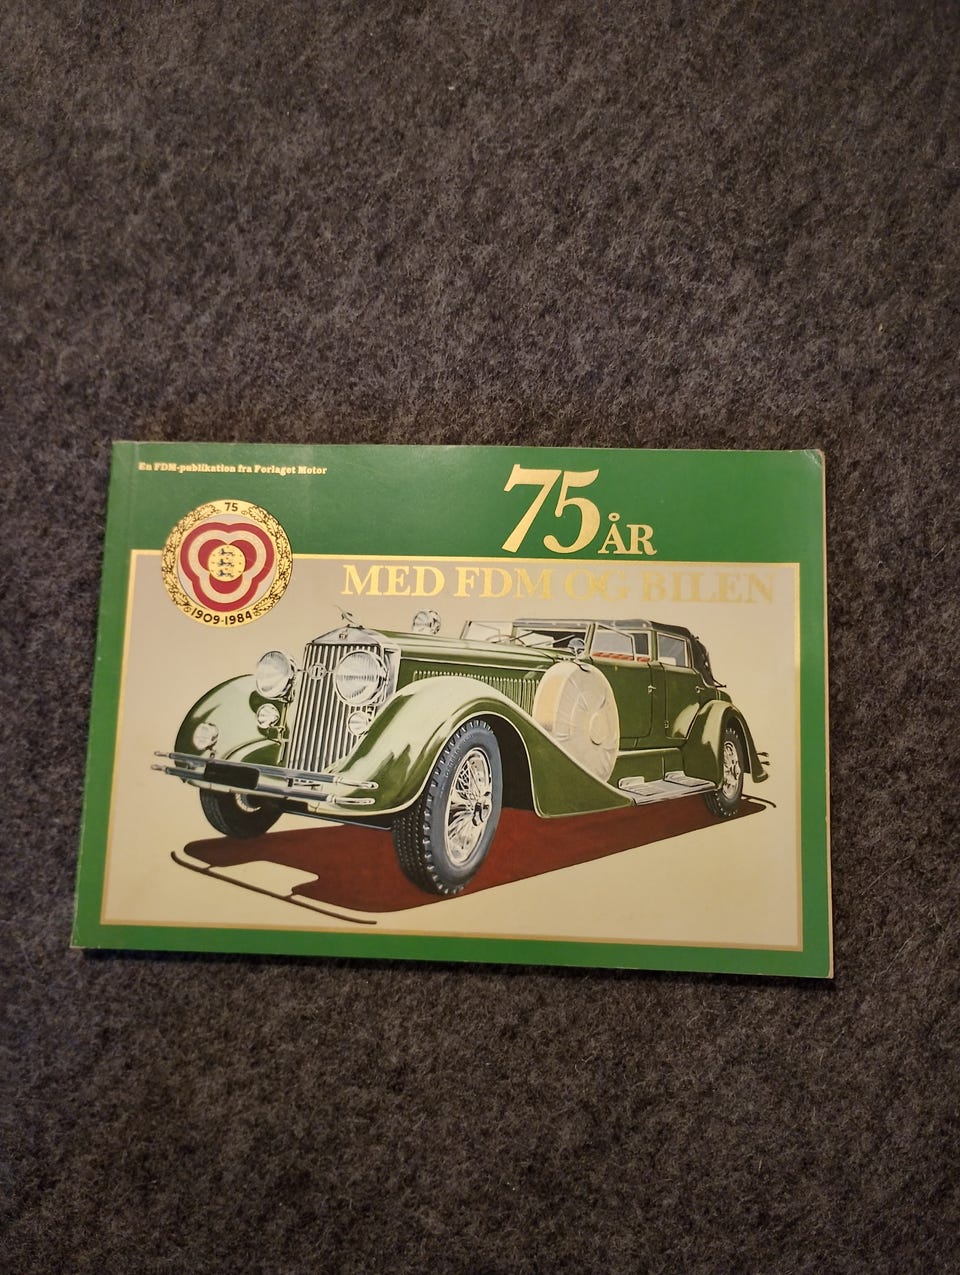 En FDM-publikation fra Forlaget Motor
75 ÅR
MED FDM OG BILEN
75
1909-1984